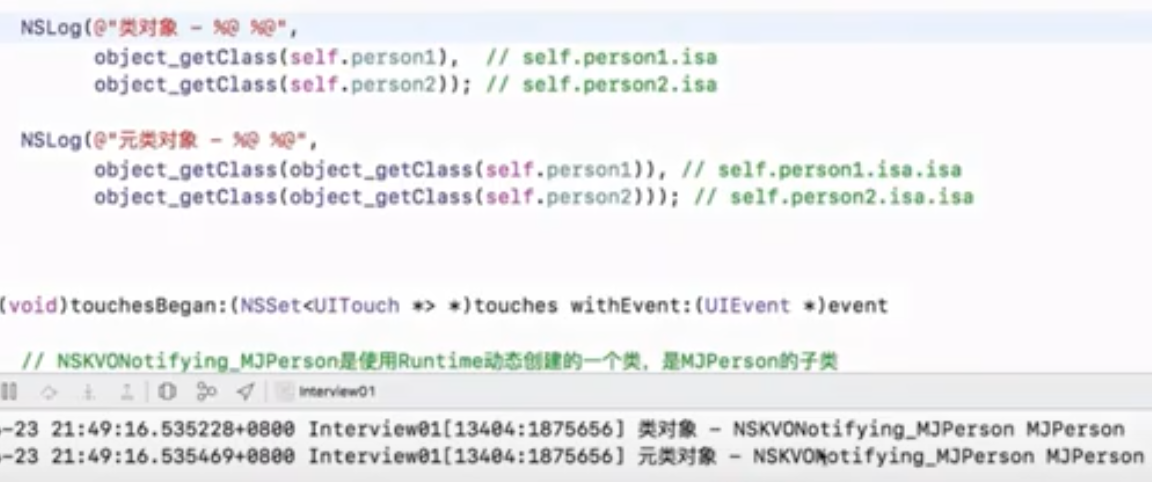 NSLog(@"类对象 - %@ %@",
object_getClass(self.person1), // self.person1.isa
object_getClass(self.person2)); // self.person2.isa
NSLog(@"元类对象 - %@ %@",
object_getClass(object_getClass(self.person1)), // self.person1.isa.isa
object_getClass(object_getClass(self.person2))); // self.person2.isa.isa
(void)touchesBegan:(NSSet<UITouch *> *)touches withEvent:(UIEvent *)event
// NSKVONotifying_MJPerson是使用Runtime动态创建的一个类，是MJPerson的子类
Interview01
-23 21:49:16.535228+0800 Interview01[13404:1875656] 类对象 - NSKVONotifying_MJPerson MJPerson
-23 21:49:16.535469+0800 Interview01[13404:1875656] 元类对象 - NSKVONotifying_MJPerson MJPerson